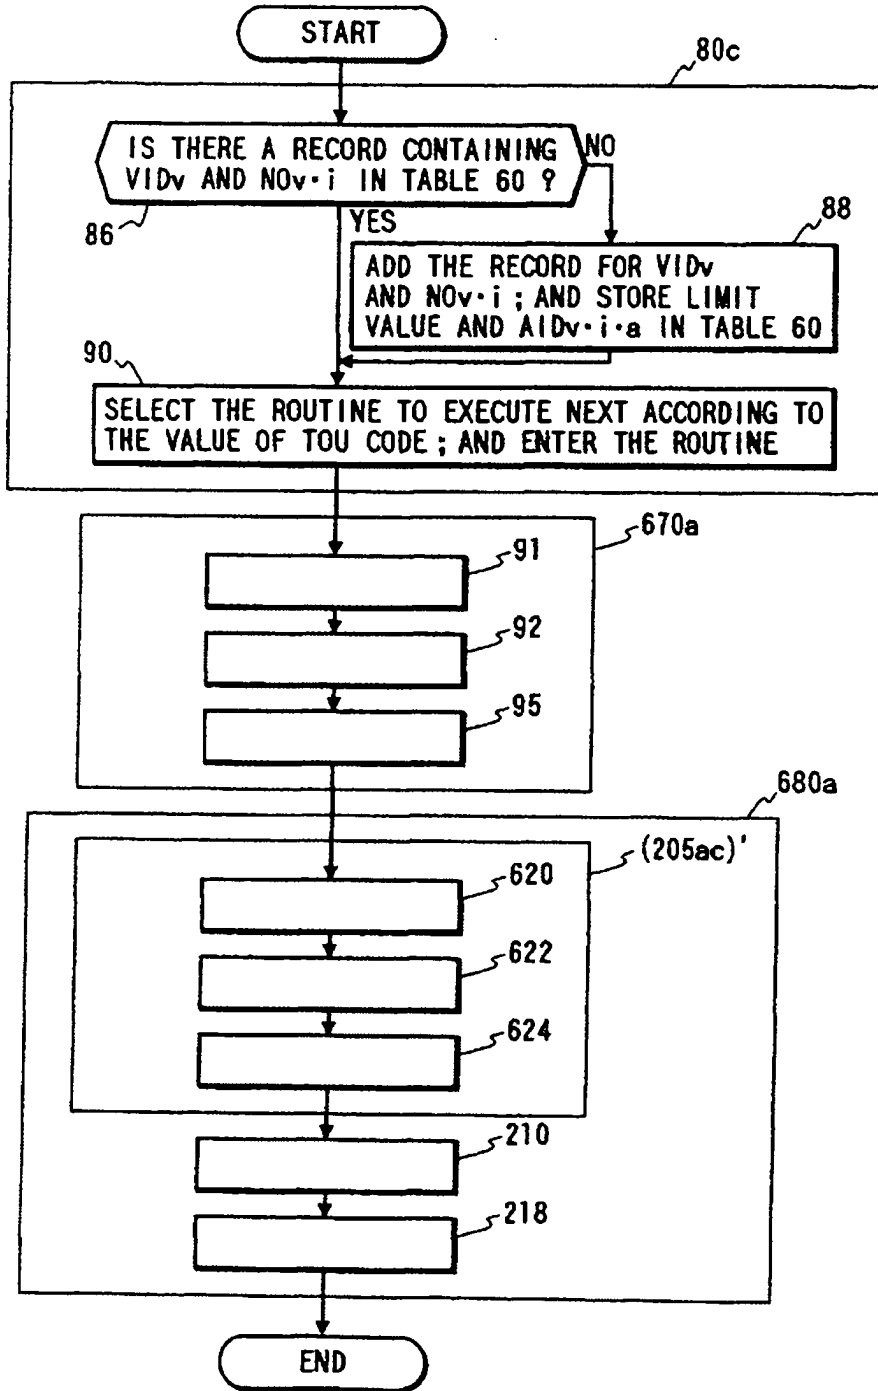 START
80c
IS THERE A RECORD CONTAINING
VIDv AND NOv·i IN TABLE 60 ?
NO
86
YES
88
ADD THE RECORD FOR VIDv
AND NOv·i ; AND STORE LIMIT
VALUE AND AIDv·i·a IN TABLE 60
90
SELECT THE ROUTINE TO EXECUTE NEXT ACCORDING TO
THE VALUE OF TOU CODE ; AND ENTER THE ROUTINE
670a
91
92
95
680a
(205ac)'
620
622
624
210
218
END